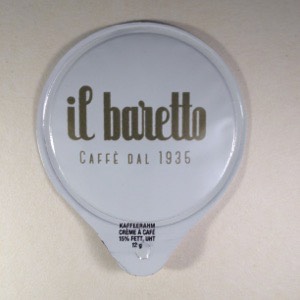 il baretto
CAFFÈ DAL 1935
KAFFEERAHM
CRÈME À CAFÉ
15% FETT, UHT
12 g